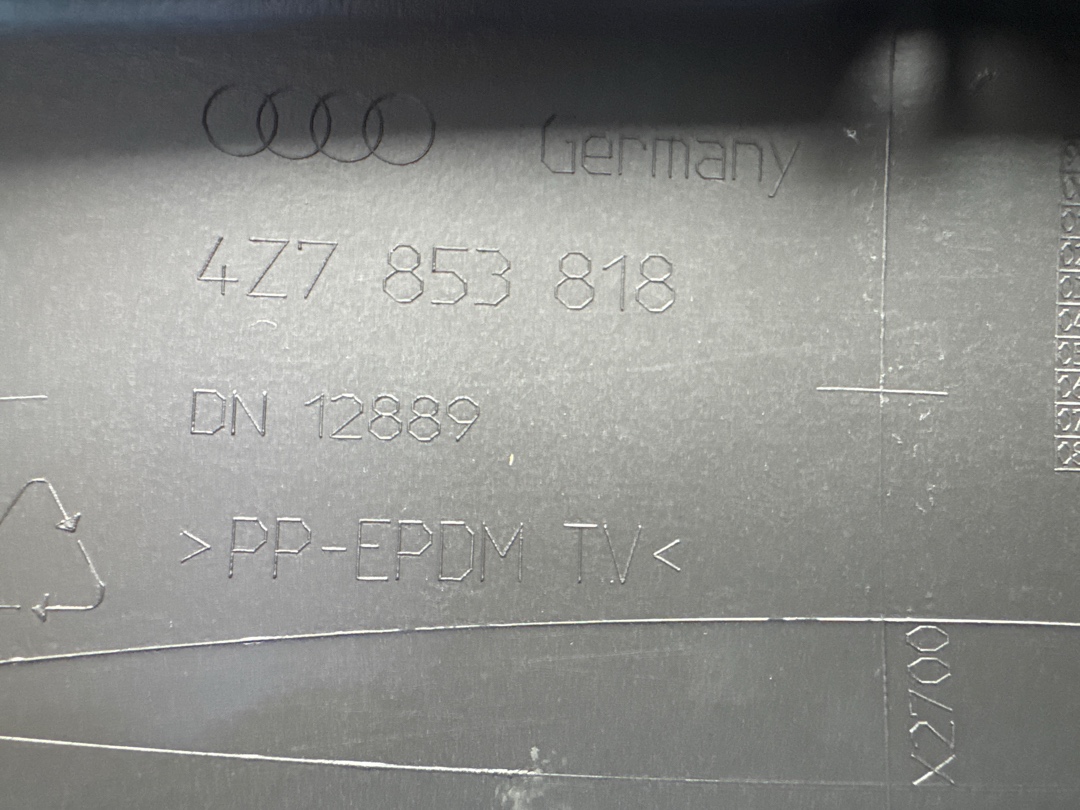 Germany
4Z7 853 818
DN 12889
>PP-EPDM TV<
X2700